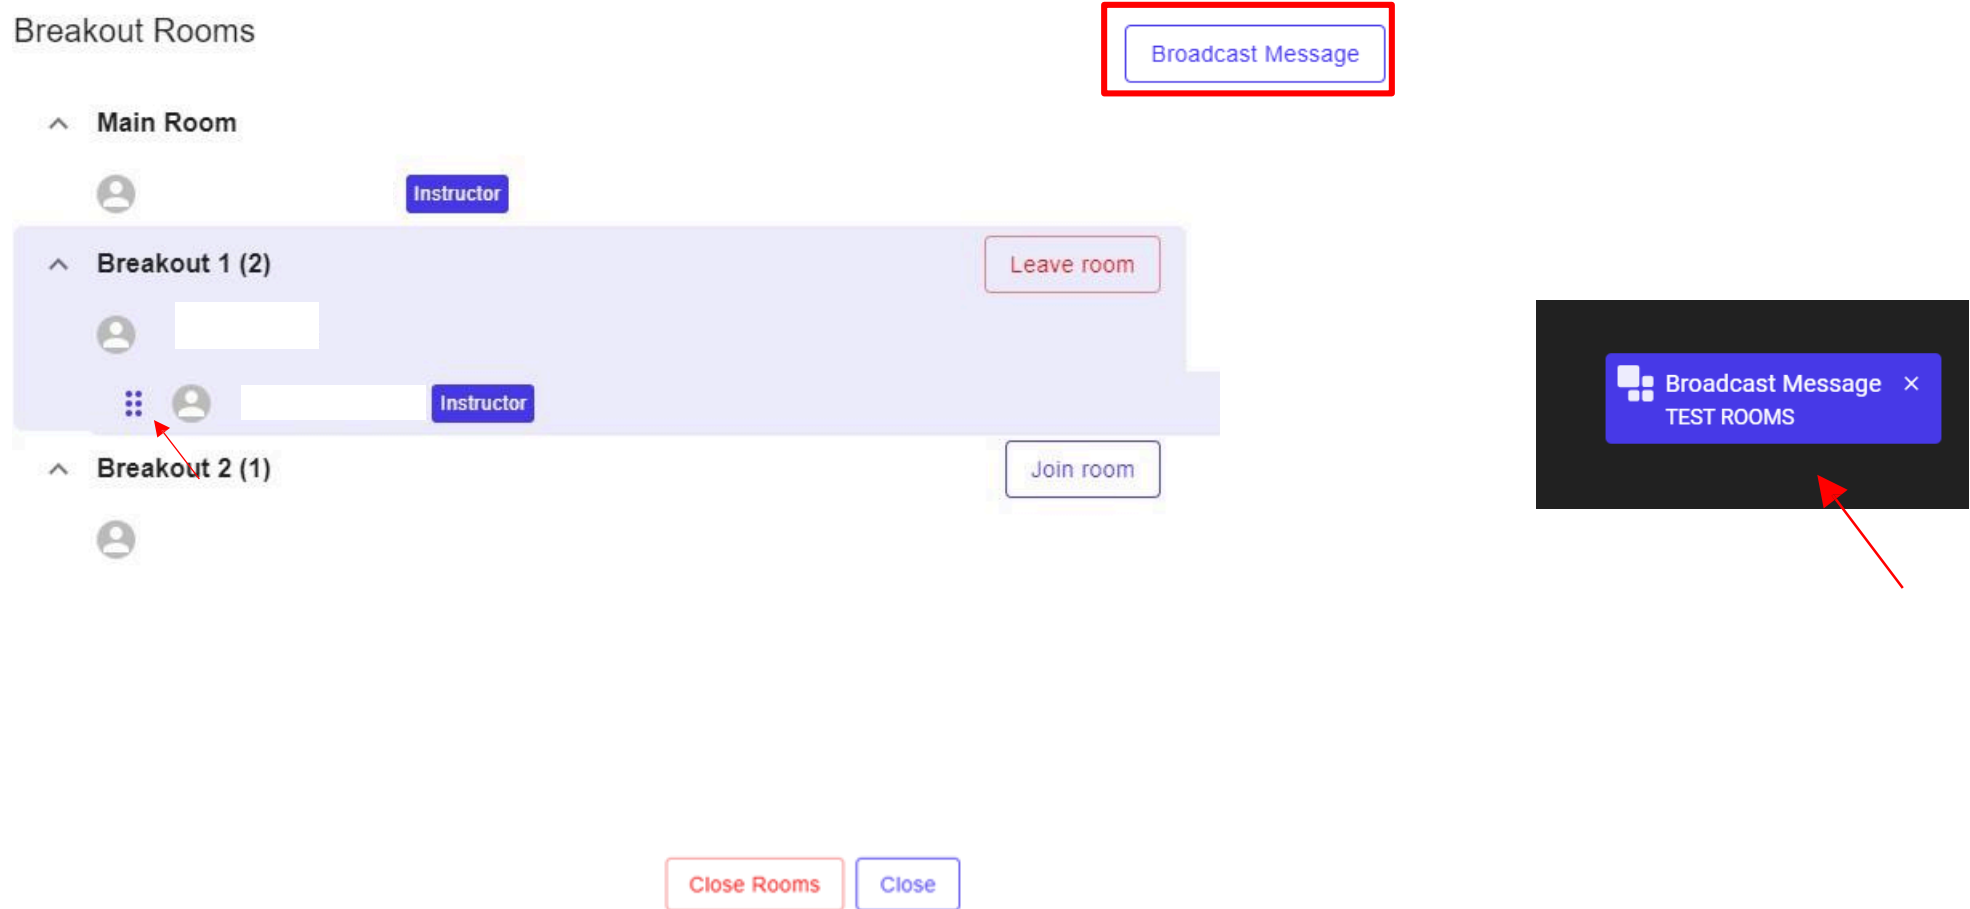 Breakout Rooms
Broadcast Message
Main Room
Instructor
Breakout 1 (2)
Leave room
Instructor
Breakout 2 (1)
Join room
Broadcast Message
TEST ROOMS
Close Rooms
Close